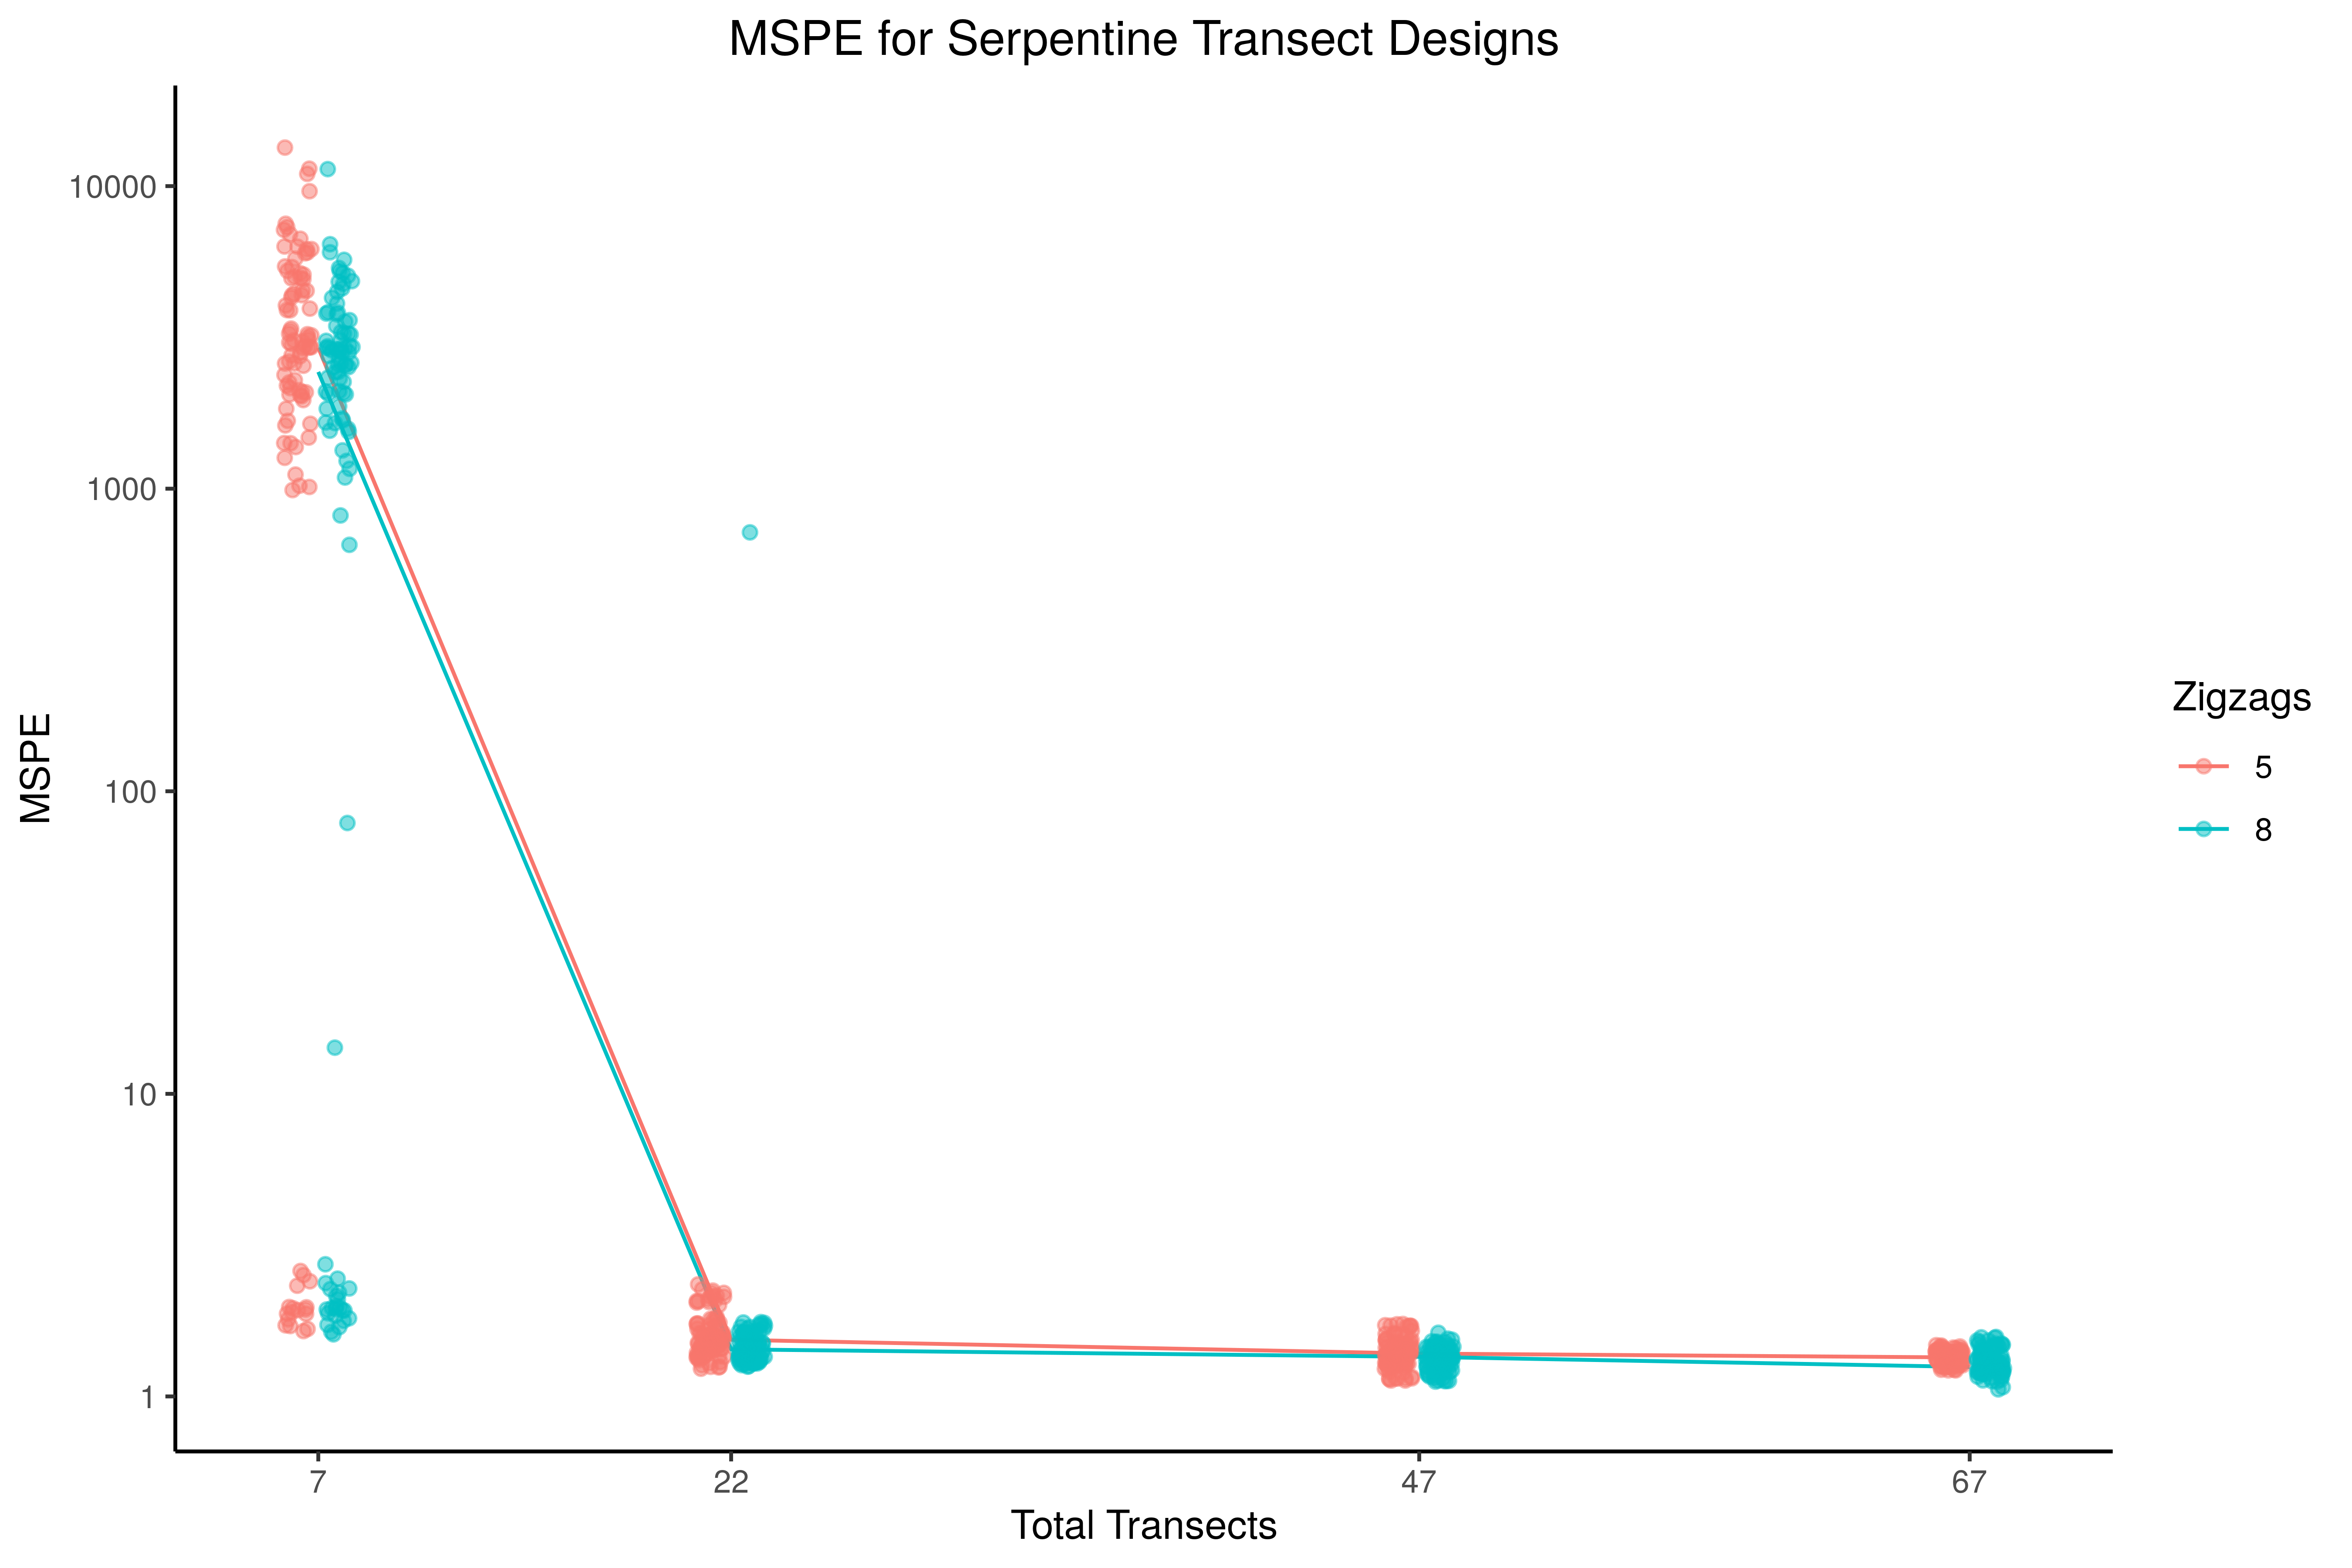 MSPE for Serpentine Transect Designs
MSPE
10000
1000
100
10
1
7 22 47 67
Total Transects
Zigzags
5
8